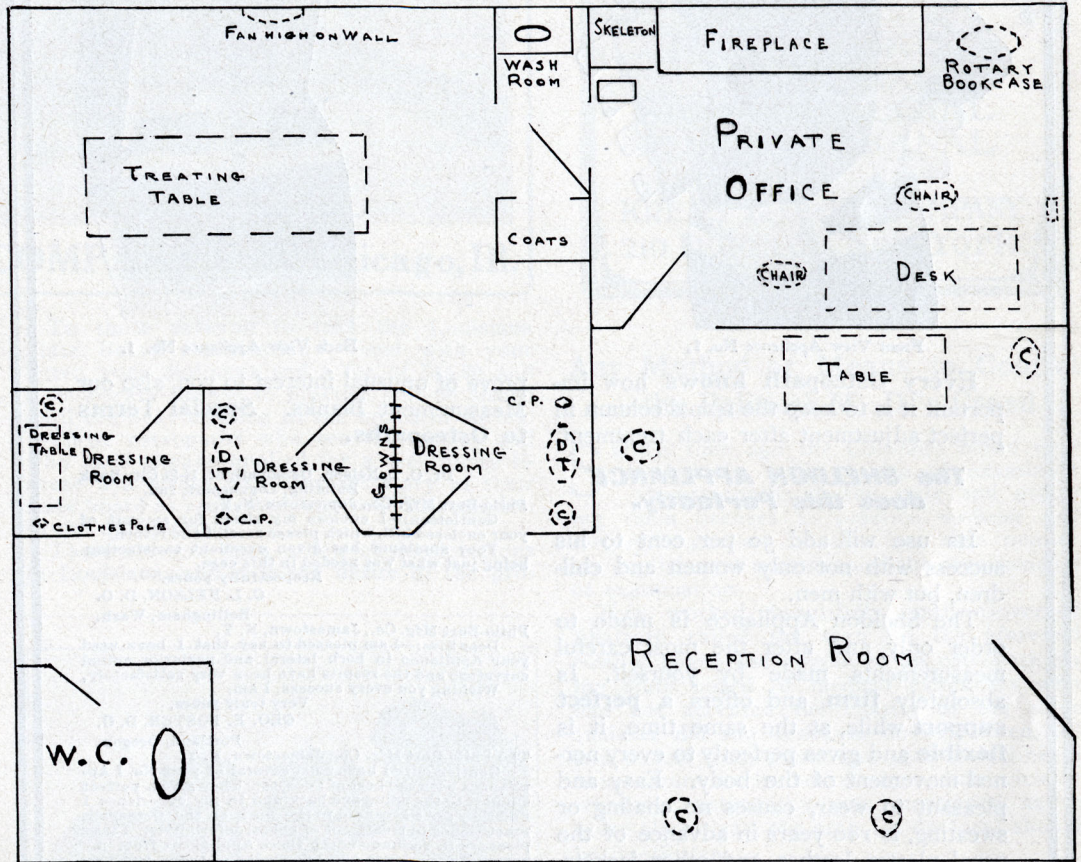 FAN HIGH ON WALL
WASH
ROOM
SKELETON
FIREPLACE
ROTARY
BOOKCASE
TREATING
TABLE
PRIVATE
OFFICE
CHAIR
COATS
CHAIR
DESK
TABLE
C
C
DRESSING
TABLE
DRESSING
ROOM
CLOTHES POLE
C
D
T
C.P.
DRESSING
ROOM
GOWNS
DRESSING
ROOM
C.P.
D
T
C
C
RECEPTION ROOM
W.C.
C
C